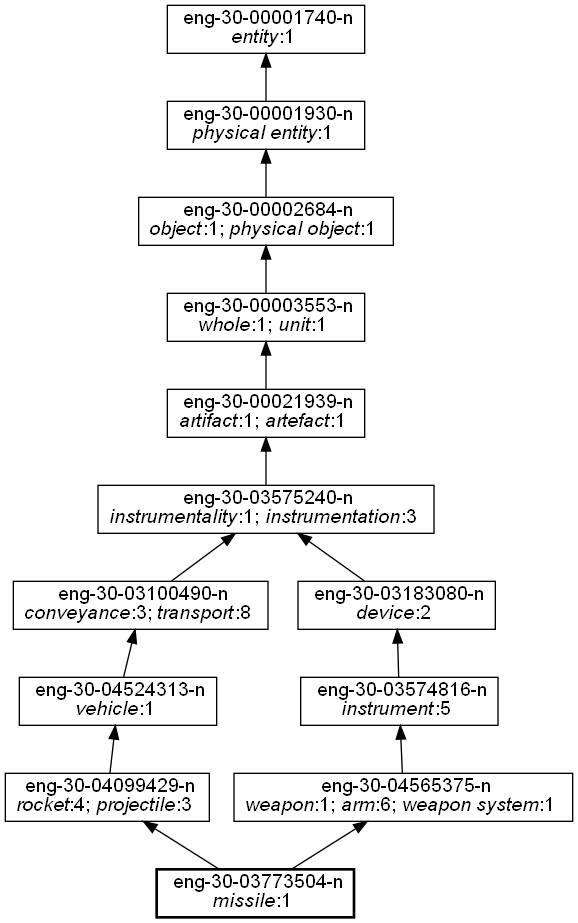 eng-30-00001740-n
entity:1
eng-30-00001930-n
physical entity:1
eng-30-00002684-n
object:1; physical object:1
eng-30-00003553-n
whole:1; unit:1
eng-30-00021939-n
artifact:1; artefact:1
eng-30-03575240-n
instrumentality:1; instrumentation:3
eng-30-03100490-n
conveyance:3; transport:8
eng-30-03183080-n
device:2
eng-30-04524313-n
vehicle:1
eng-30-03574816-n
instrument:5
eng-30-04099429-n
rocket:4; projectile:3
eng-30-04565375-n
weapon:1; arm:6; weapon system:1
eng-30-03773504-n
missile:1